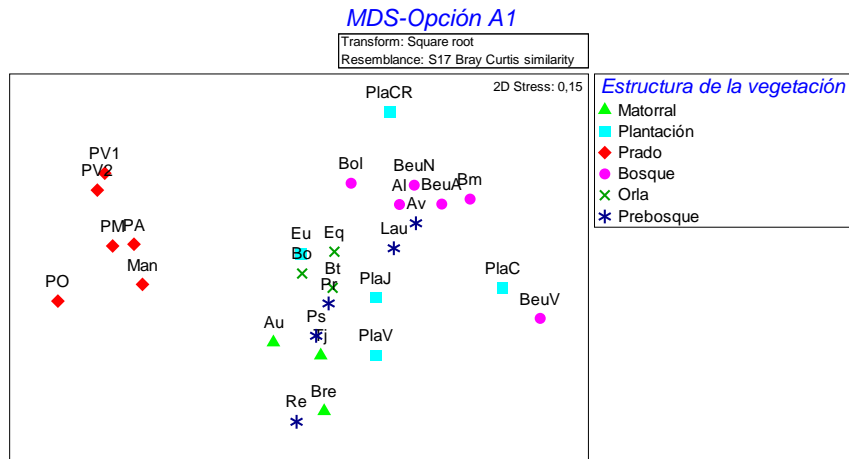 MDS-Opción A1
Transform: Square root
Resemblance: S17 Bray Curtis similarity
2D Stress: 0,15
Estructura de la vegetación
Matorral
Plantación
Prado
Bosque
Orla
Prebosque
PlaCR
PV1
PV2
Bol
BeuN
Al
BeuA
Bm
Av
PM
PA
Eu
Eq
Lau
Bo
Man
PO
Bt
Pr
PlaJ
PlaC
BeuV
Au
Ps
Tj
PlaV
Re
Bre